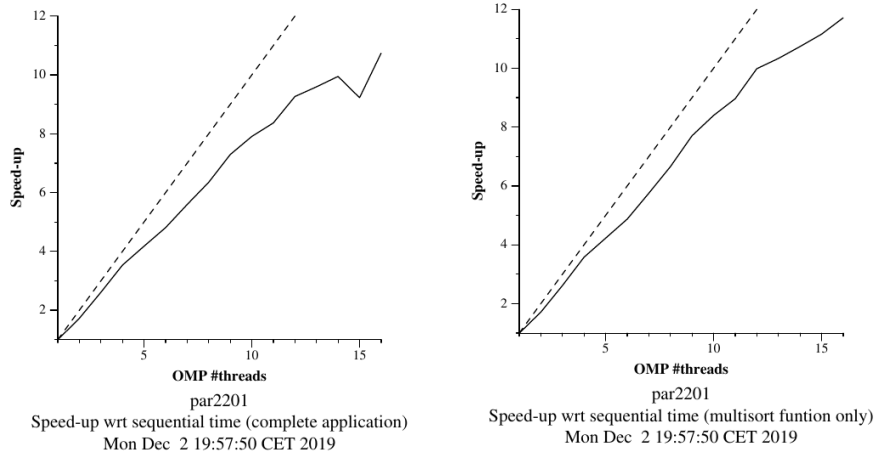 12
10
8
6
4
2
Speed-up
5
10
15
OMP #threads
par2201
Speed-up wrt sequential time (complete application)
Mon Dec 2 19:57:50 CET 2019
12
10
8
6
4
2
Speed-up
5
10
15
OMP #threads
par2201
Speed-up wrt sequential time (multisort funtion only)
Mon Dec 2 19:57:50 CET 2019